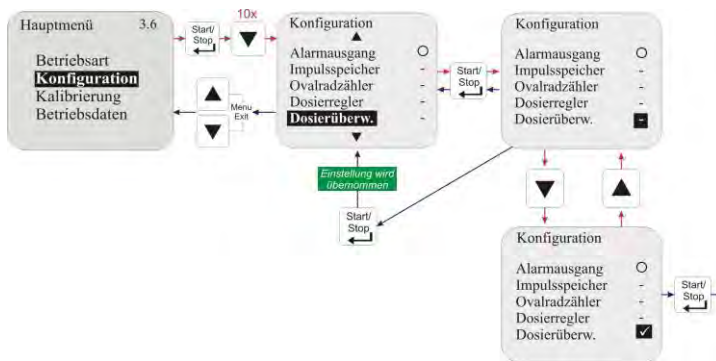 Hauptmenü 3.6
Betriebsart
Konfiguration
Kalibrierung
Betriebsdaten
Start/
Stop
10x
Konfiguration
Alarmausgang O
Impulsspeicher -
Ovalradzähler -
Dosierregler -
Dosierüberw. -
Start/
Stop
Konfiguration
Alarmausgang O
Impulsspeicher -
Ovalradzähler -
Dosierregler -
Dosierüberw. -
Menu
Exit
Einstellung wird
übernommen
Start/
Stop
Konfiguration
Alarmausgang O
Impulsspeicher -
Ovalradzähler -
Dosierregler -
Dosierüberw. ✓
Start/
Stop